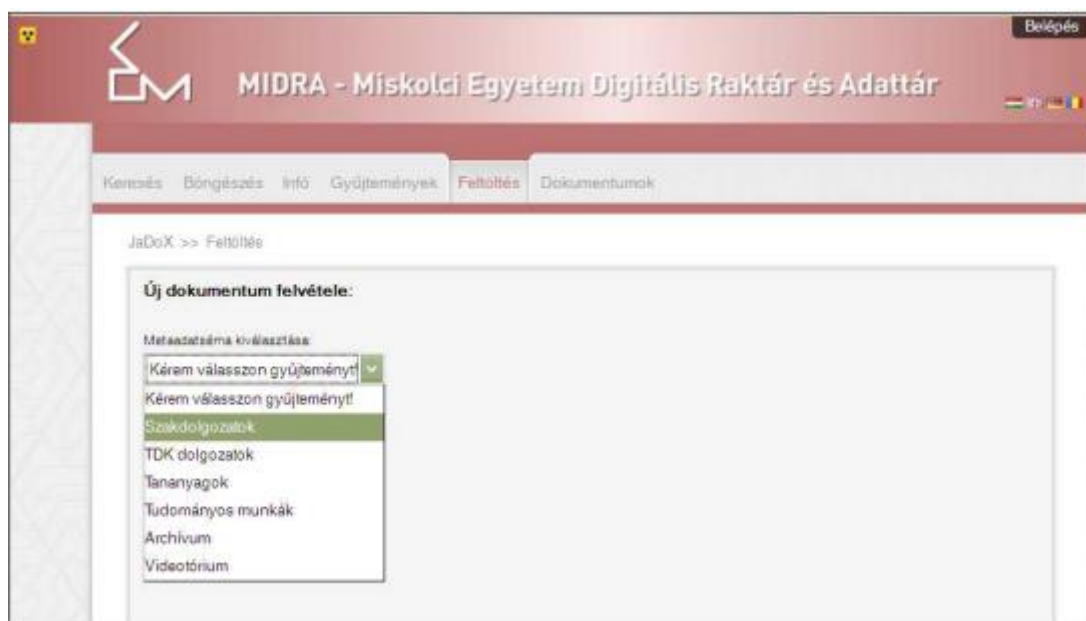 Belépés
MIDRA - Miskolci Egyetem Digitális Raktár és Adattár
Keresés Böngészés Infó Gyűjtemények Feltöltés Dokumentumok
JaDoX >> Feltöltés
Új dokumentum felvétele:
Metaadatséma kiválasztása:
Kérem válasszon gyűjteményt!
Kérem válasszon gyűjteményt!
Szakdolgozatok
TDK dolgozatok
Tananyagok
Tudományos munkák
Archívum
Videotórium